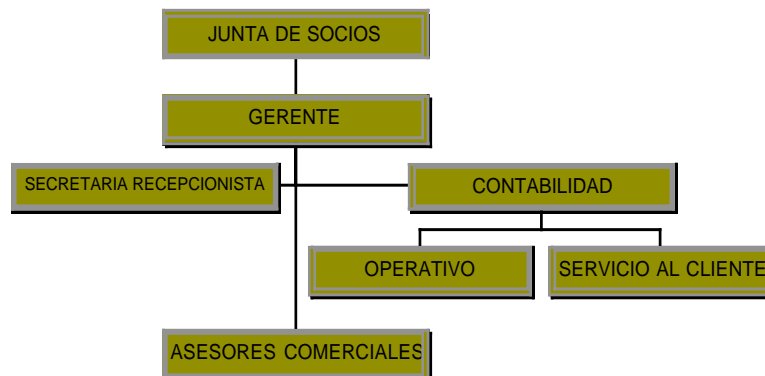 JUNTA DE SOCIOS
GERENTE
SECRETARIA RECEPCIONISTA
CONTABILIDAD
OPERATIVO
SERVICIO AL CLIENTE
ASESORES COMERCIALES